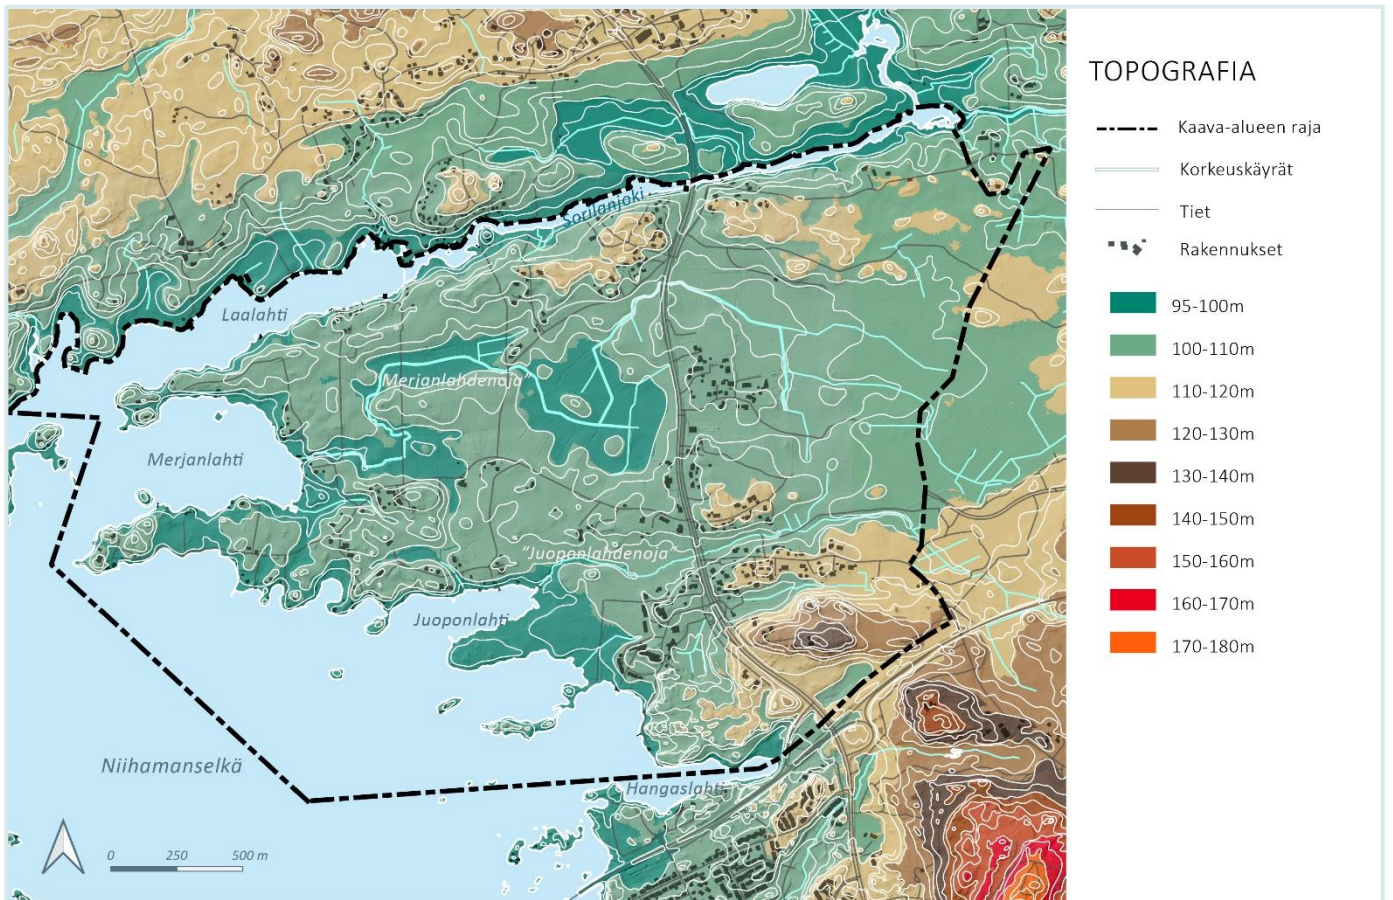 TOPOGRAFIA
Kaava-alueen raja
Korkeuskäyrät
Tiet
Rakennukset
95-100m
100-110m
110-120m
120-130m
130-140m
140-150m
150-160m
160-170m
170-180m
Sorilanjoki
Laalahti
"Merjanlahdenoja"
Merjanlahti
"Juoponlahdenoja"
Juoponlahti
Niihamanselkä
Hangaslahti
0 250 500 m